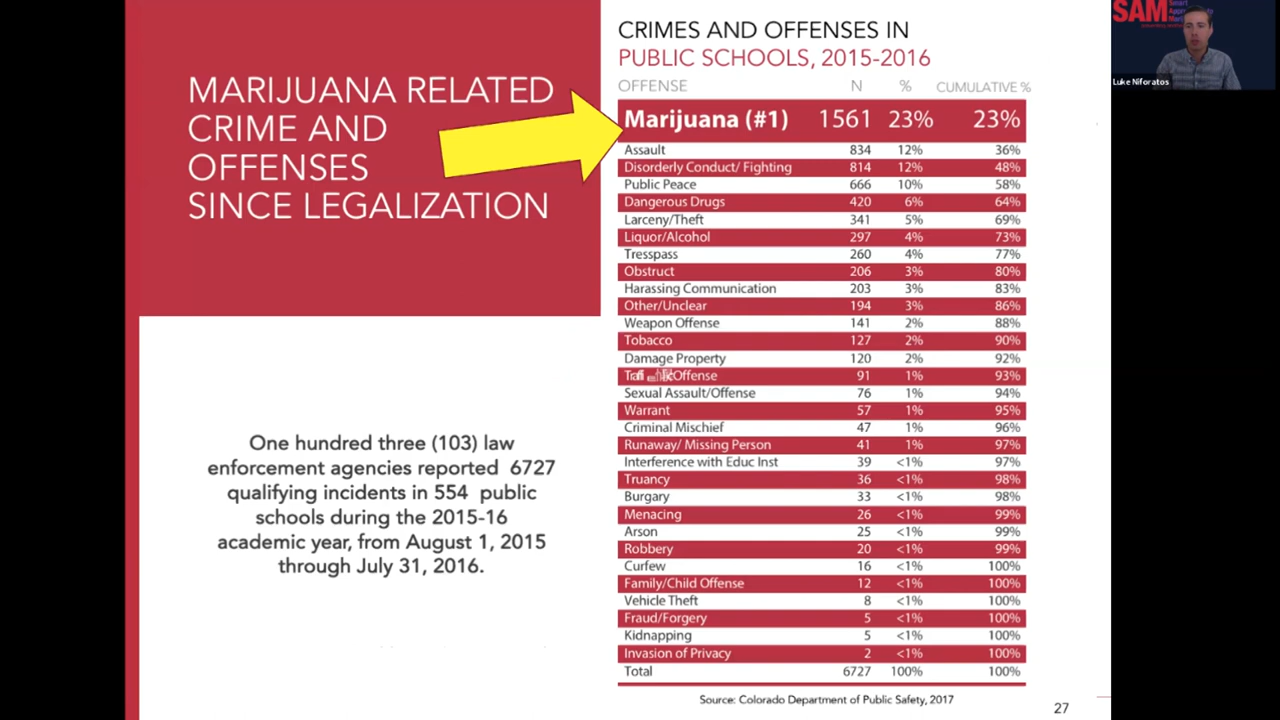 MARIJUANA RELATED
CRIME AND
OFFENSES
SINCE LEGALIZATION
One hundred three (103) law
enforcement agencies reported 6727
qualifying incidents in 554 public
schools during the 2015-16
academic year, from August 1, 2015
through July 31, 2016.
CRIMES AND OFFENSES IN
PUBLIC SCHOOLS, 2015-2016
OFFENSE N % CUMULATIVE %
Marijuana (#1) 1561 23% 23%
Assault 834 12% 36%
Disorderly Conduct/ Fighting 814 12% 48%
Public Peace 666 10% 58%
Dangerous Drugs 420 6% 64%
Larceny/Theft 341 5% 69%
Liquor/Alcohol 297 4% 73%
Tresspass 260 4% 77%
Obstruct 206 3% 80%
Harassing Communication 203 3% 83%
Other/Unclear 194 3% 86%
Weapon Offense 141 2% 88%
Tobacco 127 2% 90%
Damage Property 120 2% 92%
Offense 91 1% 93%
Sexual Assault/Offense 76 1% 94%
Warrant 57 1% 95%
Criminal Mischief 47 1% 96%
Runaway/ Missing Person 41 1% 97%
Interference with Educ Inst 39 <1% 97%
Truancy 36 <1% 98%
Burgary 33 <1% 98%
Menacing 26 <1% 99%
Arson 25 <1% 99%
Robbery 20 <1% 99%
Curfew 16 <1% 100%
Family/Child Offense 12 <1% 100%
Vehicle Theft 8 <1% 100%
Fraud/Forgery 5 <1% 100%
Kidnapping 5 <1% 100%
Invasion of Privacy 2 <1% 100%
Total 6727 100% 100%
Source: Colorado Department of Public Safety, 2017
27
SAM
Luke Niforatos